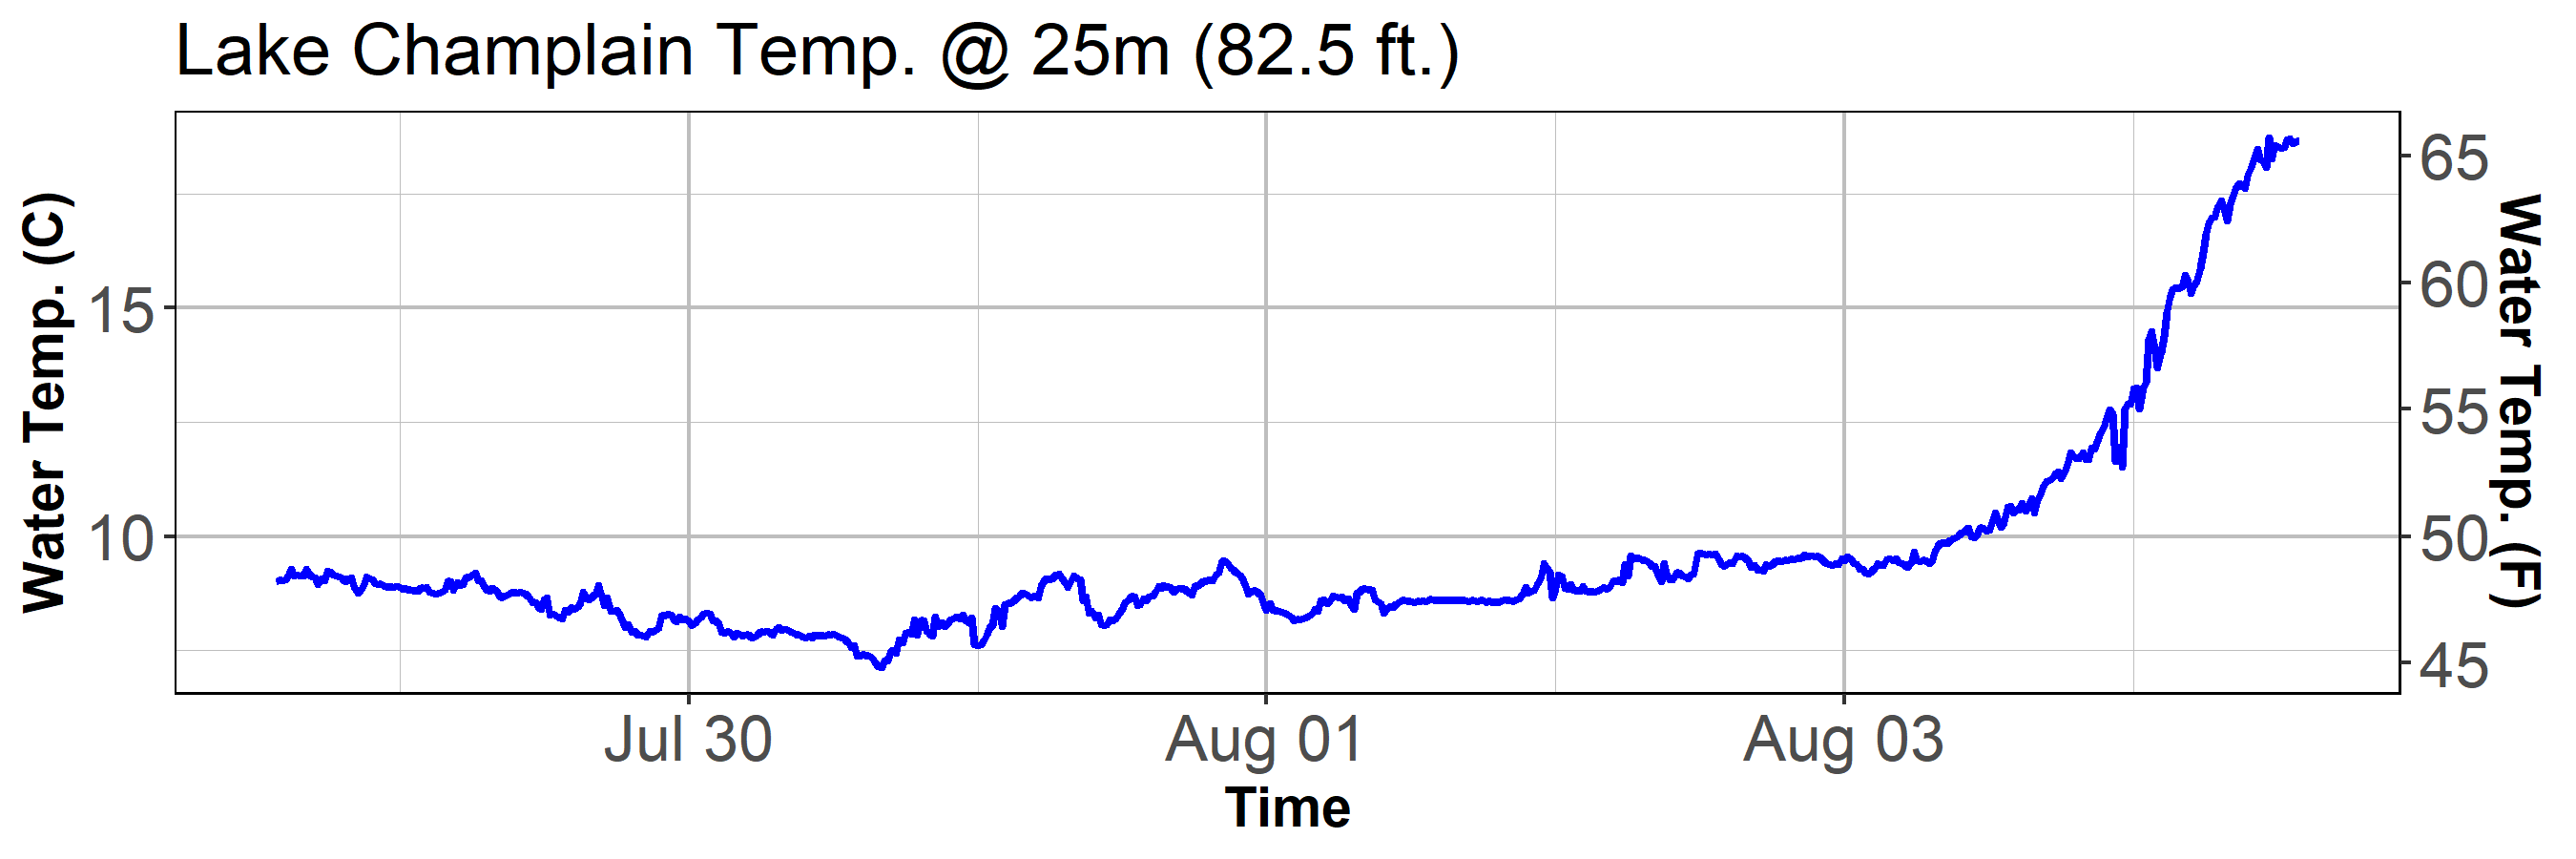 Lake Champlain Temp. @ 25m (82.5 ft.)
Water Temp. (C)
15
10
65
60
55
50
45
Water Temp. (F)
Jul 30
Aug 01
Aug 03
Time